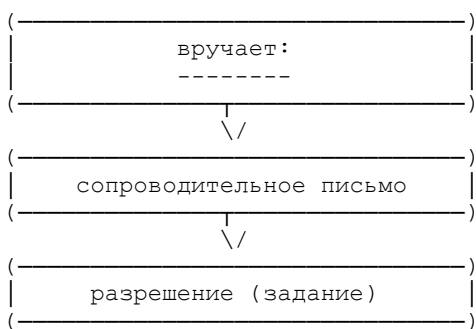 вручает:
--------
сопроводительное письмо
разрешение (задание)